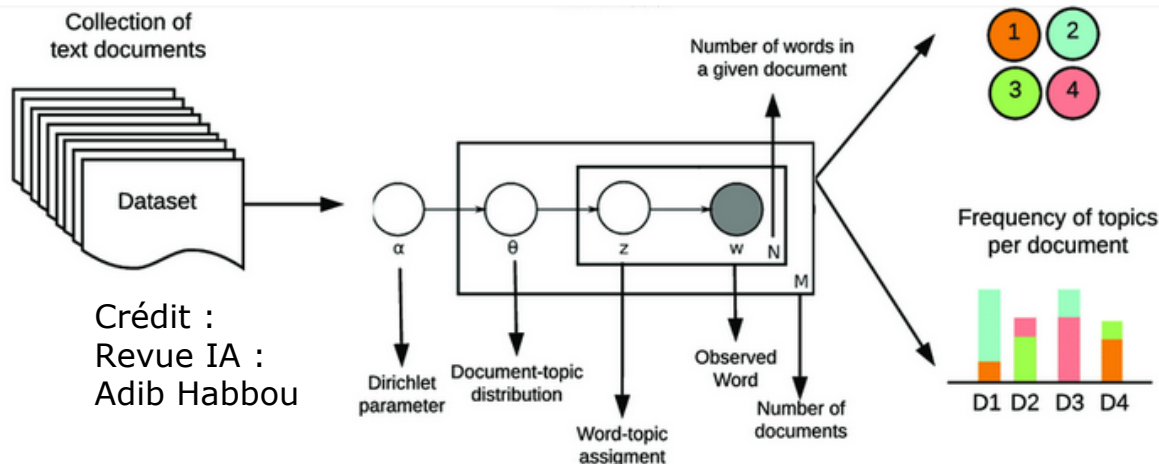 Collection of
text documents
Dataset
Crédit :
Revue IA :
Adib Habbou
α
θ
z
w
N
M
Number of words in
a given document
Dirichlet
parameter
Document-topic
distribution
Word-topic
assigment
Observed
Word
Number of
documents
1 2
3 4
Frequency of topics
per document
D1 D2 D3 D4